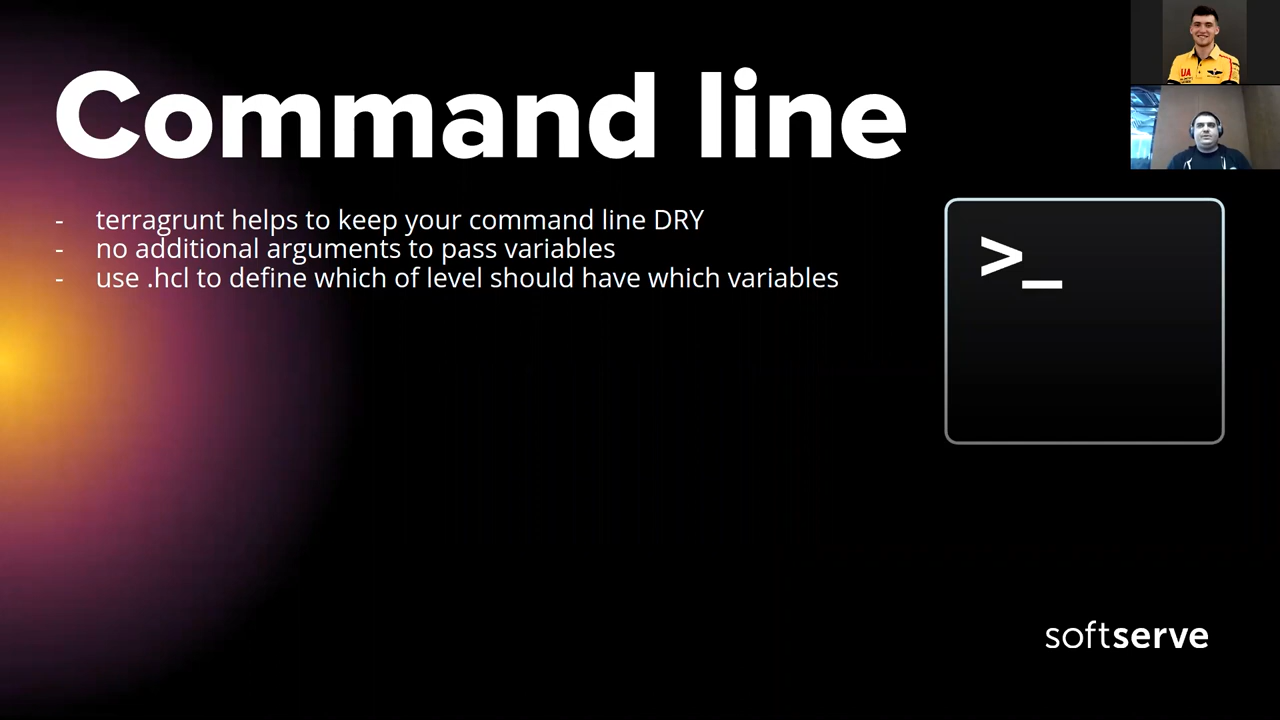 Command line
- terragrunt helps to keep your command line DRY
- no additional arguments to pass variables
- use .hcl to define which of level should have which variables
>_
UA
softserve